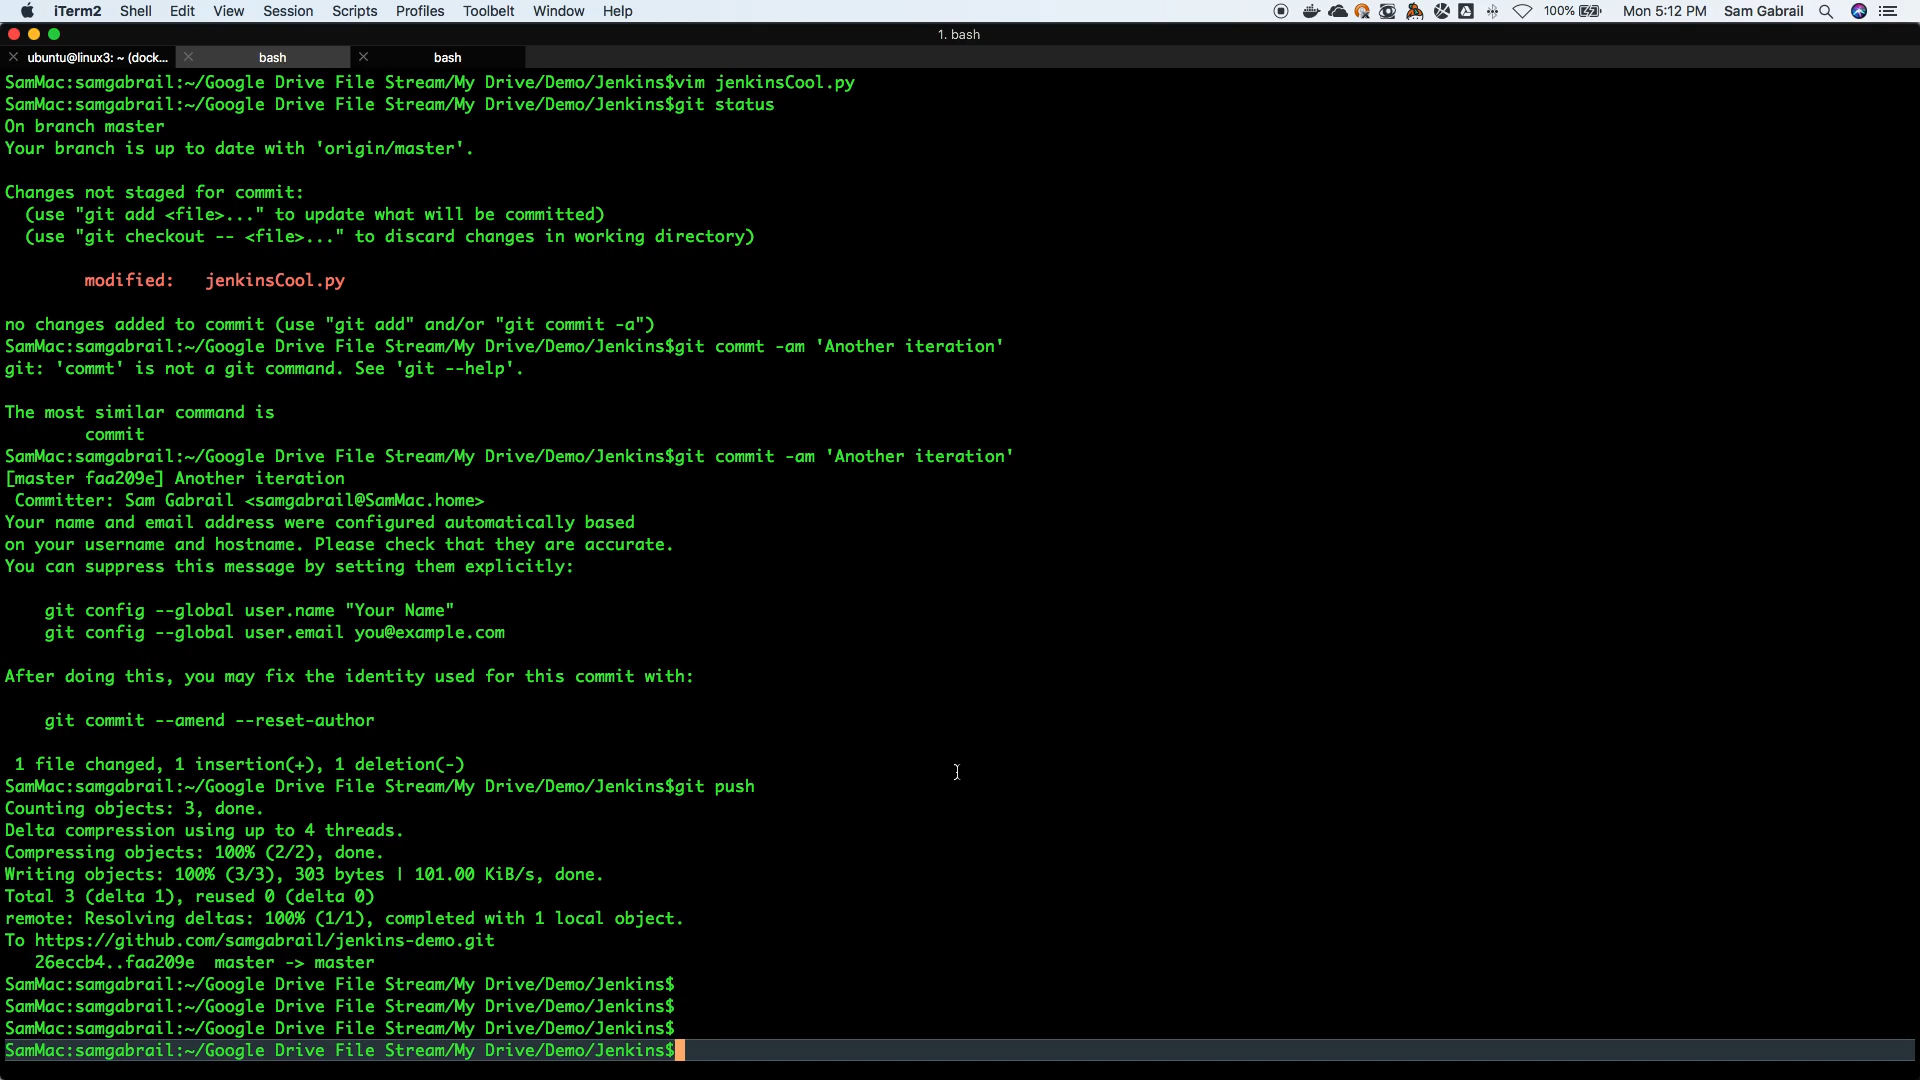 iTerm2 Shell Edit View Session Scripts Profiles Toolbelt Window Help 100% Mon 5:12 PM Sam Gabrail
1. bash
ubuntu@linux3: ~ (dock... bash bash
SamMac:samgabrail:~/Google Drive File Stream/My Drive/Demo/Jenkins$vim jenkinsCool.py
SamMac:samgabrail:~/Google Drive File Stream/My Drive/Demo/Jenkins$git status
On branch master
Your branch is up to date with 'origin/master'.
Changes not staged for commit:
(use "git add <file>..." to update what will be committed)
(use "git checkout -- <file>..." to discard changes in working directory)
modified: jenkinsCool.py
no changes added to commit (use "git add" and/or "git commit -a")
SamMac:samgabrail:~/Google Drive File Stream/My Drive/Demo/Jenkins$git commt -am 'Another iteration'
git: 'commt' is not a git command. See 'git --help'.
The most similar command is
commit
SamMac:samgabrail:~/Google Drive File Stream/My Drive/Demo/Jenkins$git commit -am 'Another iteration'
[master faa209e] Another iteration
Committer: Sam Gabrail <samgabrail@SamMac.home>
Your name and email address were configured automatically based
on your username and hostname. Please check that they are accurate.
You can suppress this message by setting them explicitly:
git config --global user.name "Your Name"
git config --global user.email you@example.com
After doing this, you may fix the identity used for this commit with:
git commit --amend --reset-author
1 file changed, 1 insertion(+), 1 deletion(-)
SamMac:samgabrail:~/Google Drive File Stream/My Drive/Demo/Jenkins$git push
Counting objects: 3, done.
Delta compression using up to 4 threads.
Compressing objects: 100% (2/2), done.
Writing objects: 100% (3/3), 303 bytes | 101.00 KiB/s, done.
Total 3 (delta 1), reused 0 (delta 0)
remote: Resolving deltas: 100% (1/1), completed with 1 local object.
To https://github.com/samgabrail/jenkins-demo.git
26eccb4..faa209e master -> master
SamMac:samgabrail:~/Google Drive File Stream/My Drive/Demo/Jenkins$
SamMac:samgabrail:~/Google Drive File Stream/My Drive/Demo/Jenkins$
SamMac:samgabrail:~/Google Drive File Stream/My Drive/Demo/Jenkins$
SamMac:samgabrail:~/Google Drive File Stream/My Drive/Demo/Jenkins$